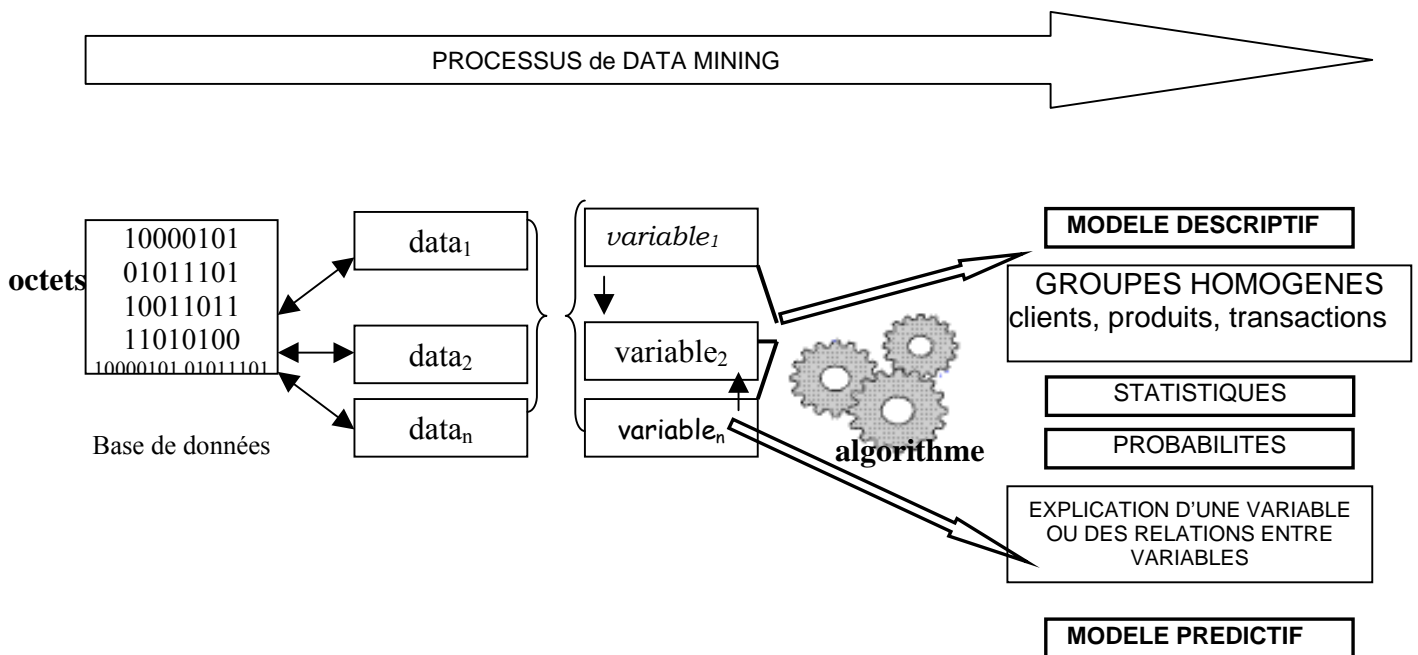 PROCESSUS de DATA MINING
octets
10000101
01011101
10011011
11010100
10000101 01011101
Base de données
data₁
data₂
dataₙ
variable₁
variable₂
variableₙ
algorithme
MODELE DESCRIPTIF
GROUPES HOMOGENES
clients, produits, transactions
STATISTIQUES
PROBABILITES
EXPLICATION D'UNE VARIABLE
OU DES RELATIONS ENTRE
VARIABLES
MODELE PREDICTIF